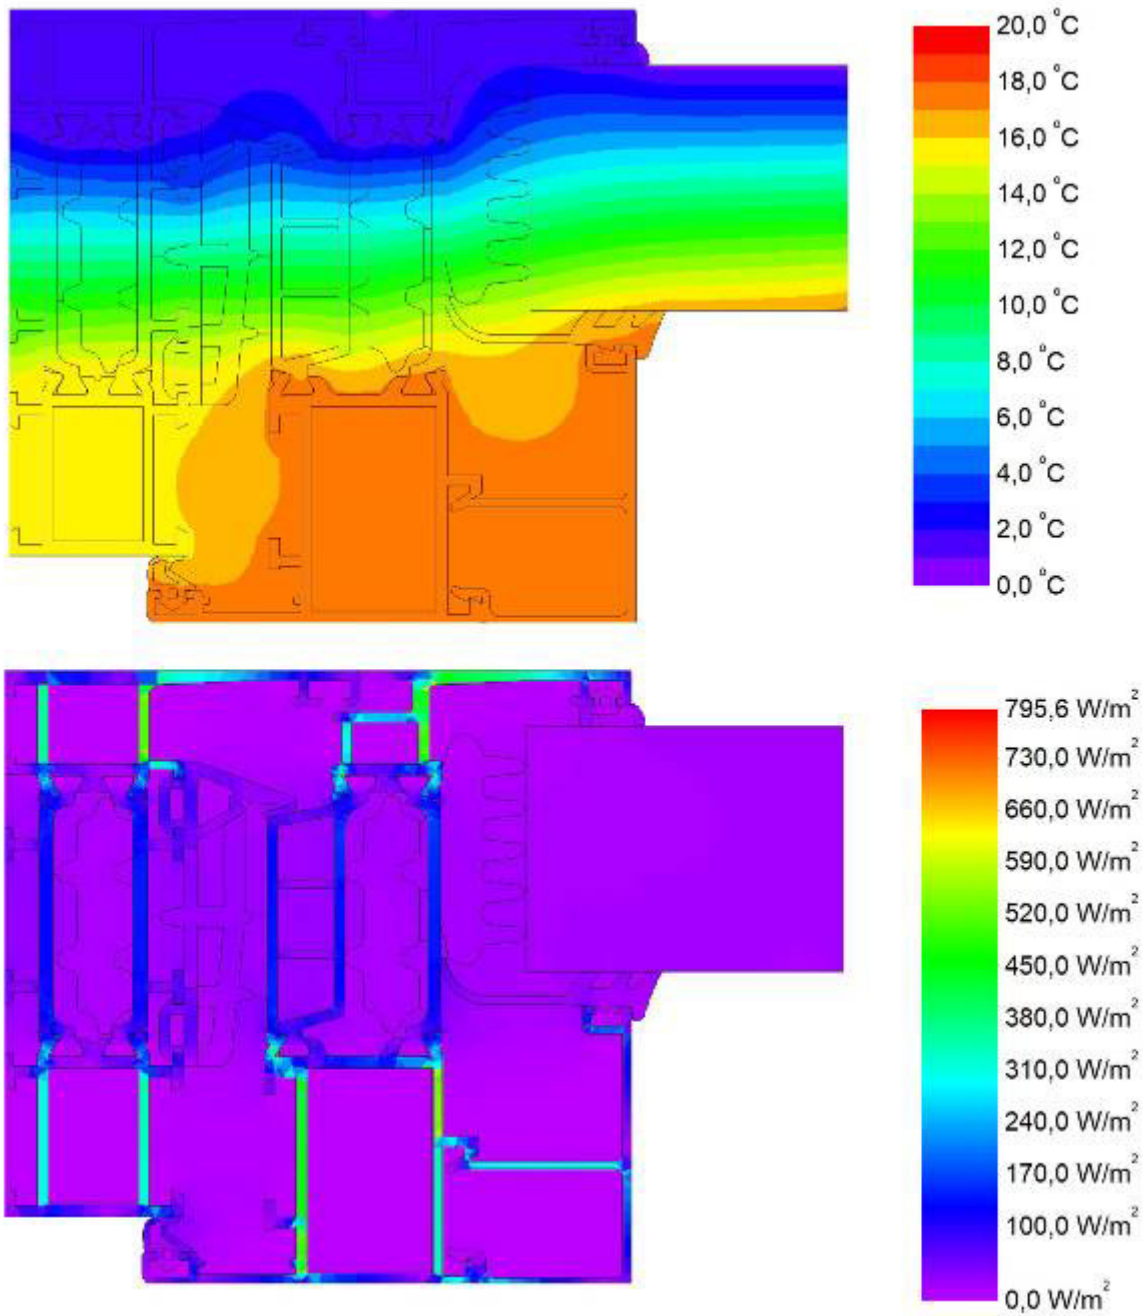 20,0 °C
18,0 °C
16,0 °C
14,0 °C
12,0 °C
10,0 °C
8,0 °C
6,0 °C
4,0 °C
2,0 °C
0,0 °C
795,6 W/m²
730,0 W/m²
660,0 W/m²
590,0 W/m²
520,0 W/m²
450,0 W/m²
380,0 W/m²
310,0 W/m²
240,0 W/m²
170,0 W/m²
100,0 W/m²
0,0 W/m²